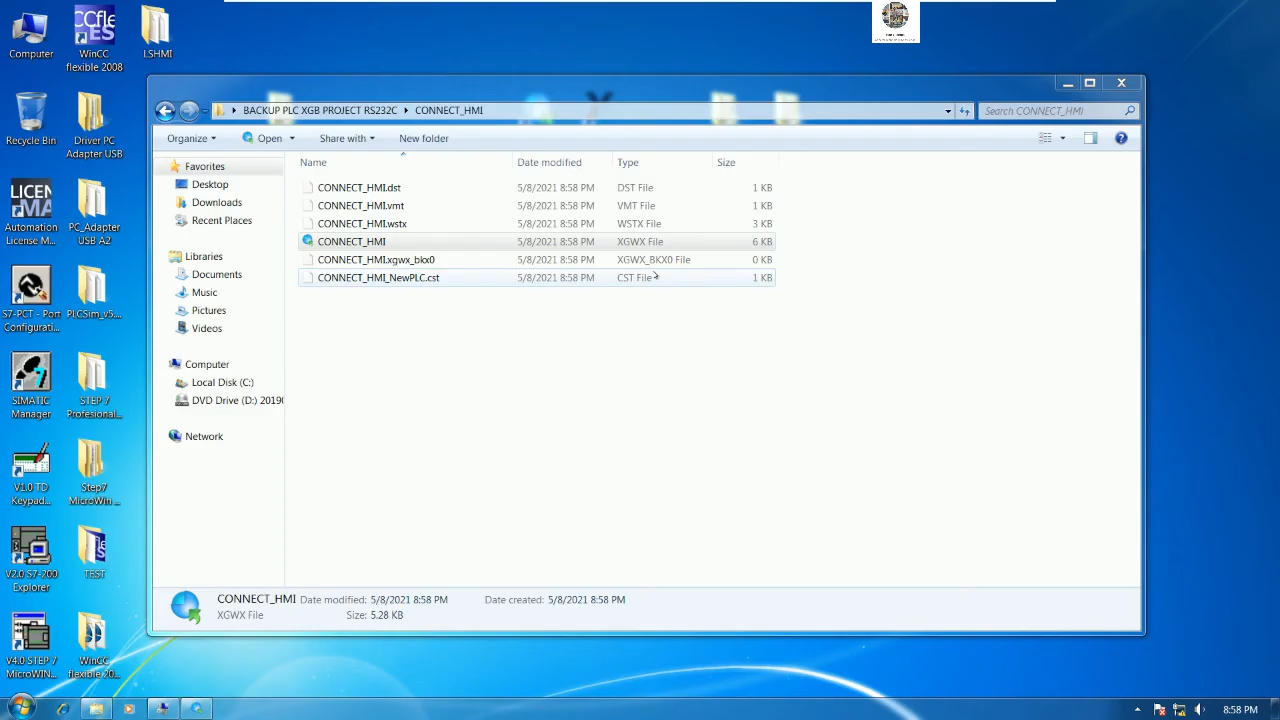 Computer
WinCC
flexible 2008
LSHMI
Recycle Bin
Driver PC
Adapter USB
Automation
License M...
PC_Adapter
USB A2
S7-PCT - Port
Configurati...
PLCSim_v5....
SIMATIC
Manager
STEP 7
Profesional...
V1.0 TD
Keypad...
Step7
MicroWin ...
V2.0 S7-200
Explorer
TEST
V4.0 STEP 7
MicroWIN...
WinCC
flexible 20...
BACKUP PLC XGB PROJECT RS232C CONNECT_HMI
Search CONNECT_HMI
Organize Open Share with New folder
Name Date modified Type Size
CONNECT_HMI.dst 5/8/2021 8:58 PM DST File 1 KB
CONNECT_HMI.vmt 5/8/2021 8:58 PM VMT File 1 KB
CONNECT_HMI.wstx 5/8/2021 8:58 PM WSTX File 3 KB
CONNECT_HMI 5/8/2021 8:58 PM XGWX File 6 KB
CONNECT_HMI.xgwx_bkx0 5/8/2021 8:58 PM XGWX_BKX0 File 0 KB
CONNECT_HMI_NewPLC.cst 5/8/2021 8:58 PM CST File 1 KB
Favorites
Desktop
Downloads
Recent Places
Libraries
Documents
Music
Pictures
Videos
Computer
Local Disk (C:)
DVD Drive (D:) 2019
Network
CONNECT_HMI Date modified: 5/8/2021 8:58 PM Date created: 5/8/2021 8:58 PM
XGWX File Size: 5.28 KB
8:58 PM